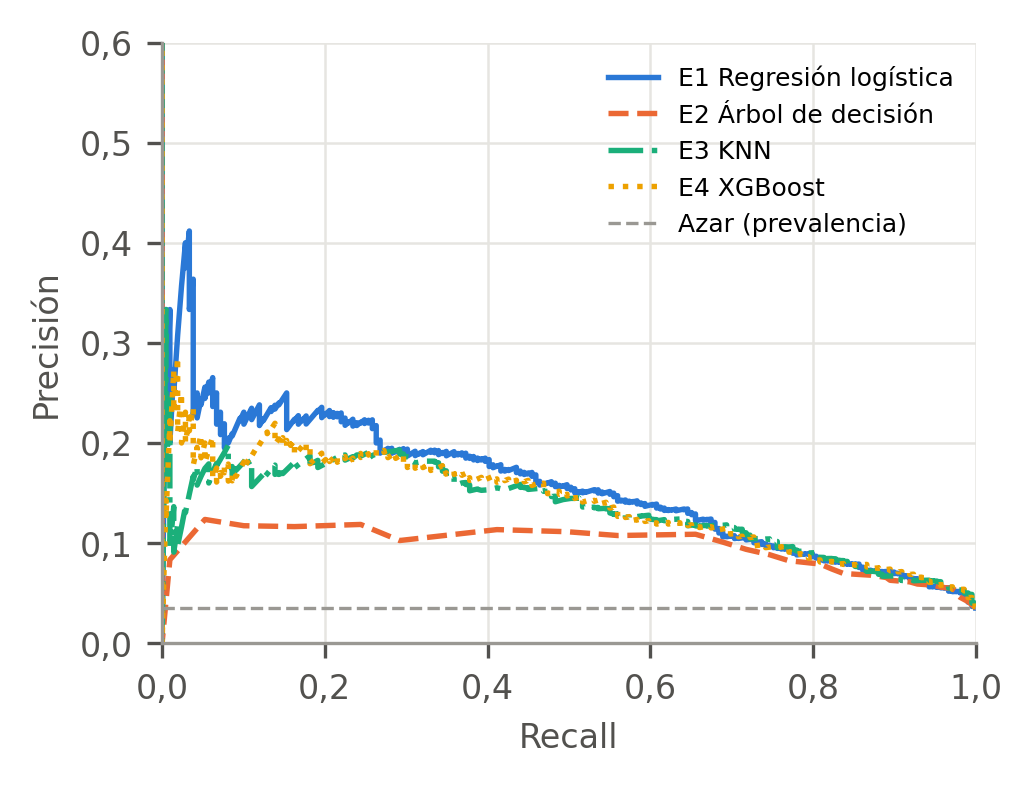 0,6
0,5
0,4
0,3
0,2
0,1
0,0
Precisión
E1 Regresión logística
E2 Árbol de decisión
E3 KNN
E4 XGBoost
Azar (prevalencia)
0,0 0,2 0,4 0,6 0,8 1,0
Recall